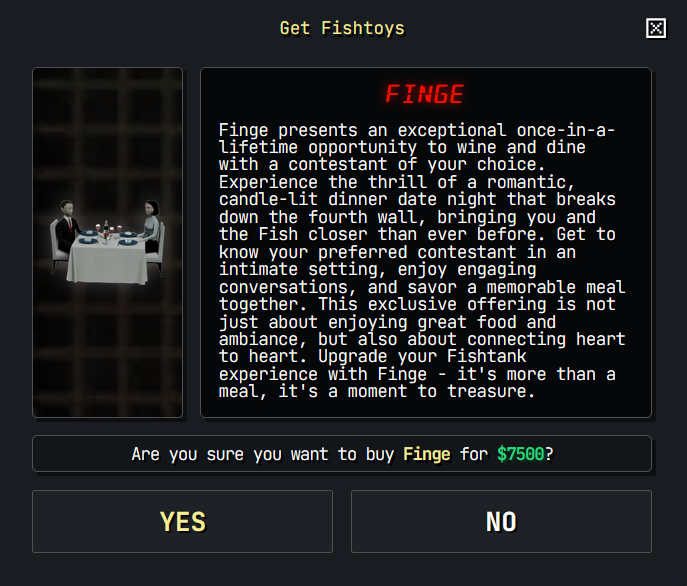 Get Fishtoys
FINGE
Finge presents an exceptional once-in-a-
lifetime opportunity to wine and dine
with a contestant of your choice.
Experience the thrill of a romantic,
candle-lit dinner date night that breaks
down the fourth wall, bringing you and
the Fish closer than ever before. Get to
know your preferred contestant in an
intimate setting, enjoy engaging
conversations, and savor a memorable meal
together. This exclusive offering is not
just about enjoying great food and
ambiance, but also about connecting heart
to heart. Upgrade your Fishtank
experience with Finge - it's more than a
meal, it's a moment to treasure.
Are you sure you want to buy Finge for $7500?
YES
NO